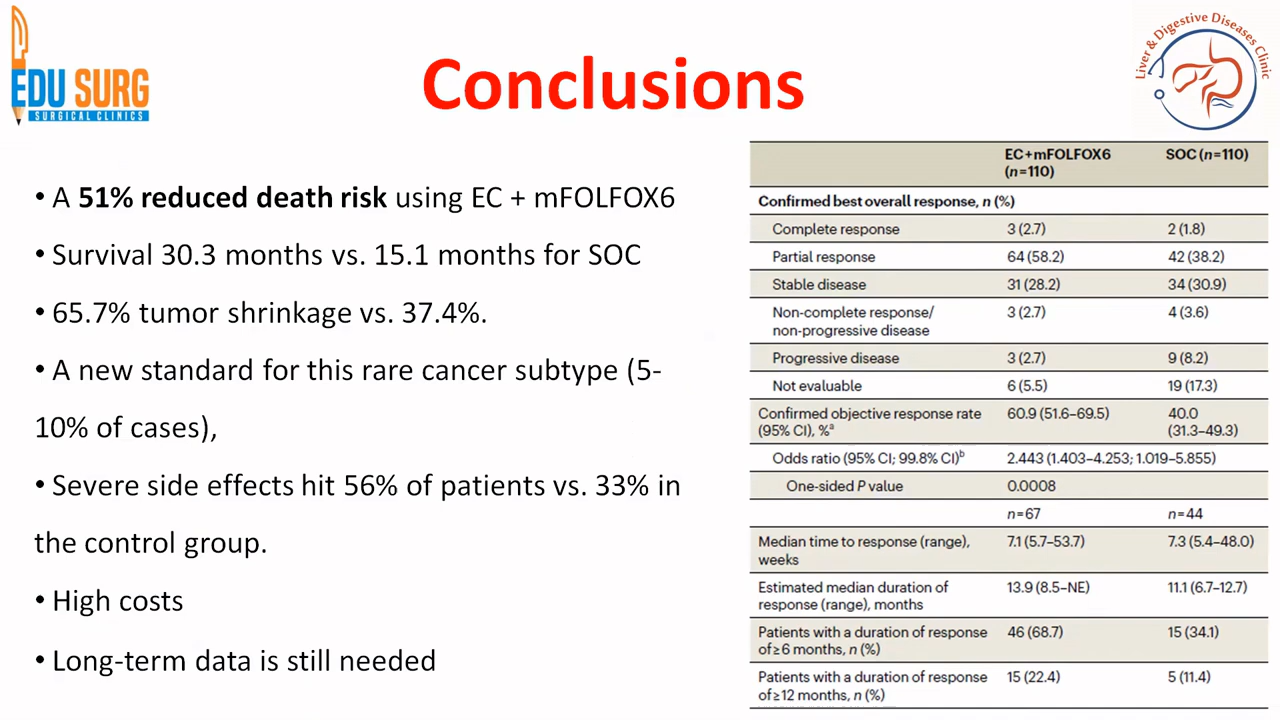 EDU SURG
SURGICAL CLINICS
Conclusions
Liver & Digestive Diseases Clinic
• A 51% reduced death risk using EC + mFOLFOX6
• Survival 30.3 months vs. 15.1 months for SOC
• 65.7% tumor shrinkage vs. 37.4%.
• A new standard for this rare cancer subtype (5-
10% of cases),
• Severe side effects hit 56% of patients vs. 33% in
the control group.
• High costs
• Long-term data is still needed
EC+mFOLFOX6 SOC (n=110)
(n=110)
Confirmed best overall response, n (%)
Complete response 3 (2.7) 2 (1.8)
Partial response 64 (58.2) 42 (38.2)
Stable disease 31 (28.2) 34 (30.9)
Non-complete response/ 3 (2.7) 4 (3.6)
non-progressive disease
Progressive disease 3 (2.7) 9 (8.2)
Not evaluable 6 (5.5) 19 (17.3)
Confirmed objective response rate 60.9 (51.6–69.5) 40.0
(95% CI), %a (31.3–49.3)
Odds ratio (95% CI; 99.8% CI)b 2.443 (1.403–4.253; 1.019–5.855)
One-sided P value 0.0008
n=67 n=44
Median time to response (range), 7.1 (5.7–53.7) 7.3 (5.4–48.0)
weeks
Estimated median duration of 13.9 (8.5–NE) 11.1 (6.7–12.7)
response (range), months
Patients with a duration of response 46 (68.7) 15 (34.1)
of ≥6 months, n (%)
Patients with a duration of response 15 (22.4) 5 (11.4)
of ≥12 months, n (%)